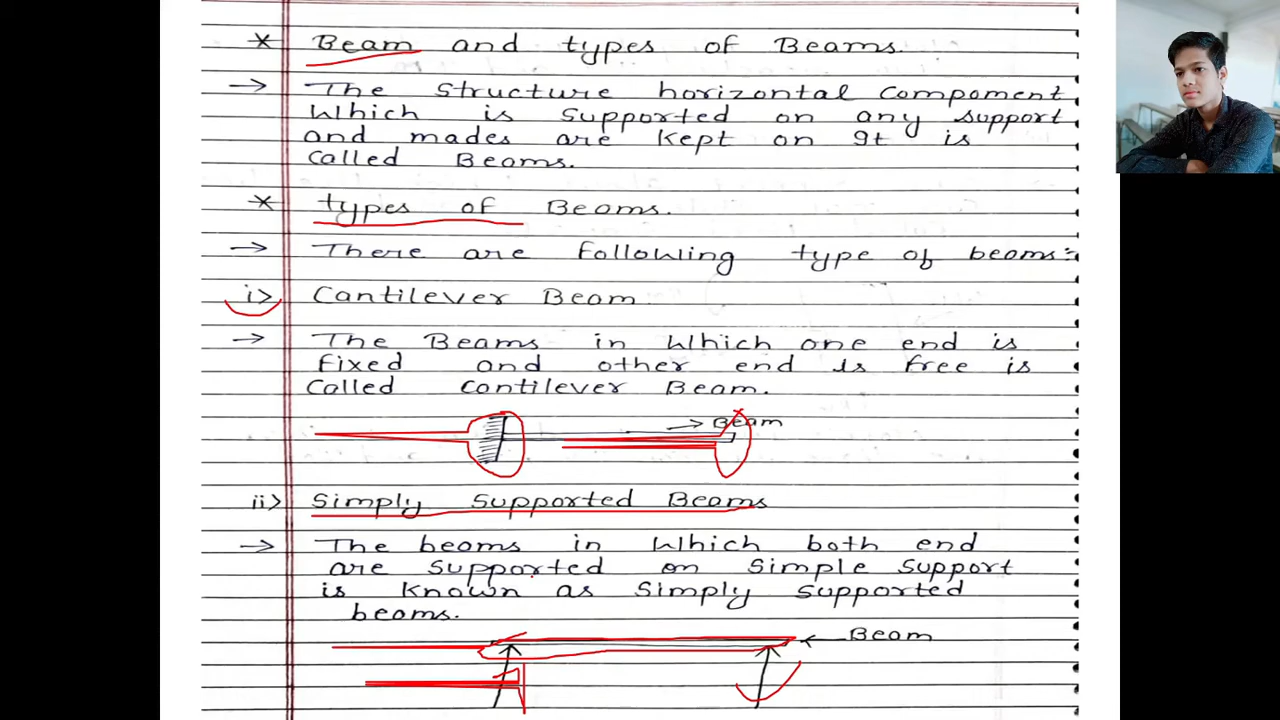 * Beam and types of Beams.
→ The structure horizontal compoment
Which is supported on any support
and mades are kept on It is
called Beams.
* types of Beams.
→ There are following type of beams:-
i> Cantilever Beam
→ The Beams in Which one end is
fixed and other end is free is
Called cantilever Beam.
→ Beam
ii> Simply Supported Beams
→ The beams in Which both end
are supported on simple support
is known as simply supported
beams.
← Beam